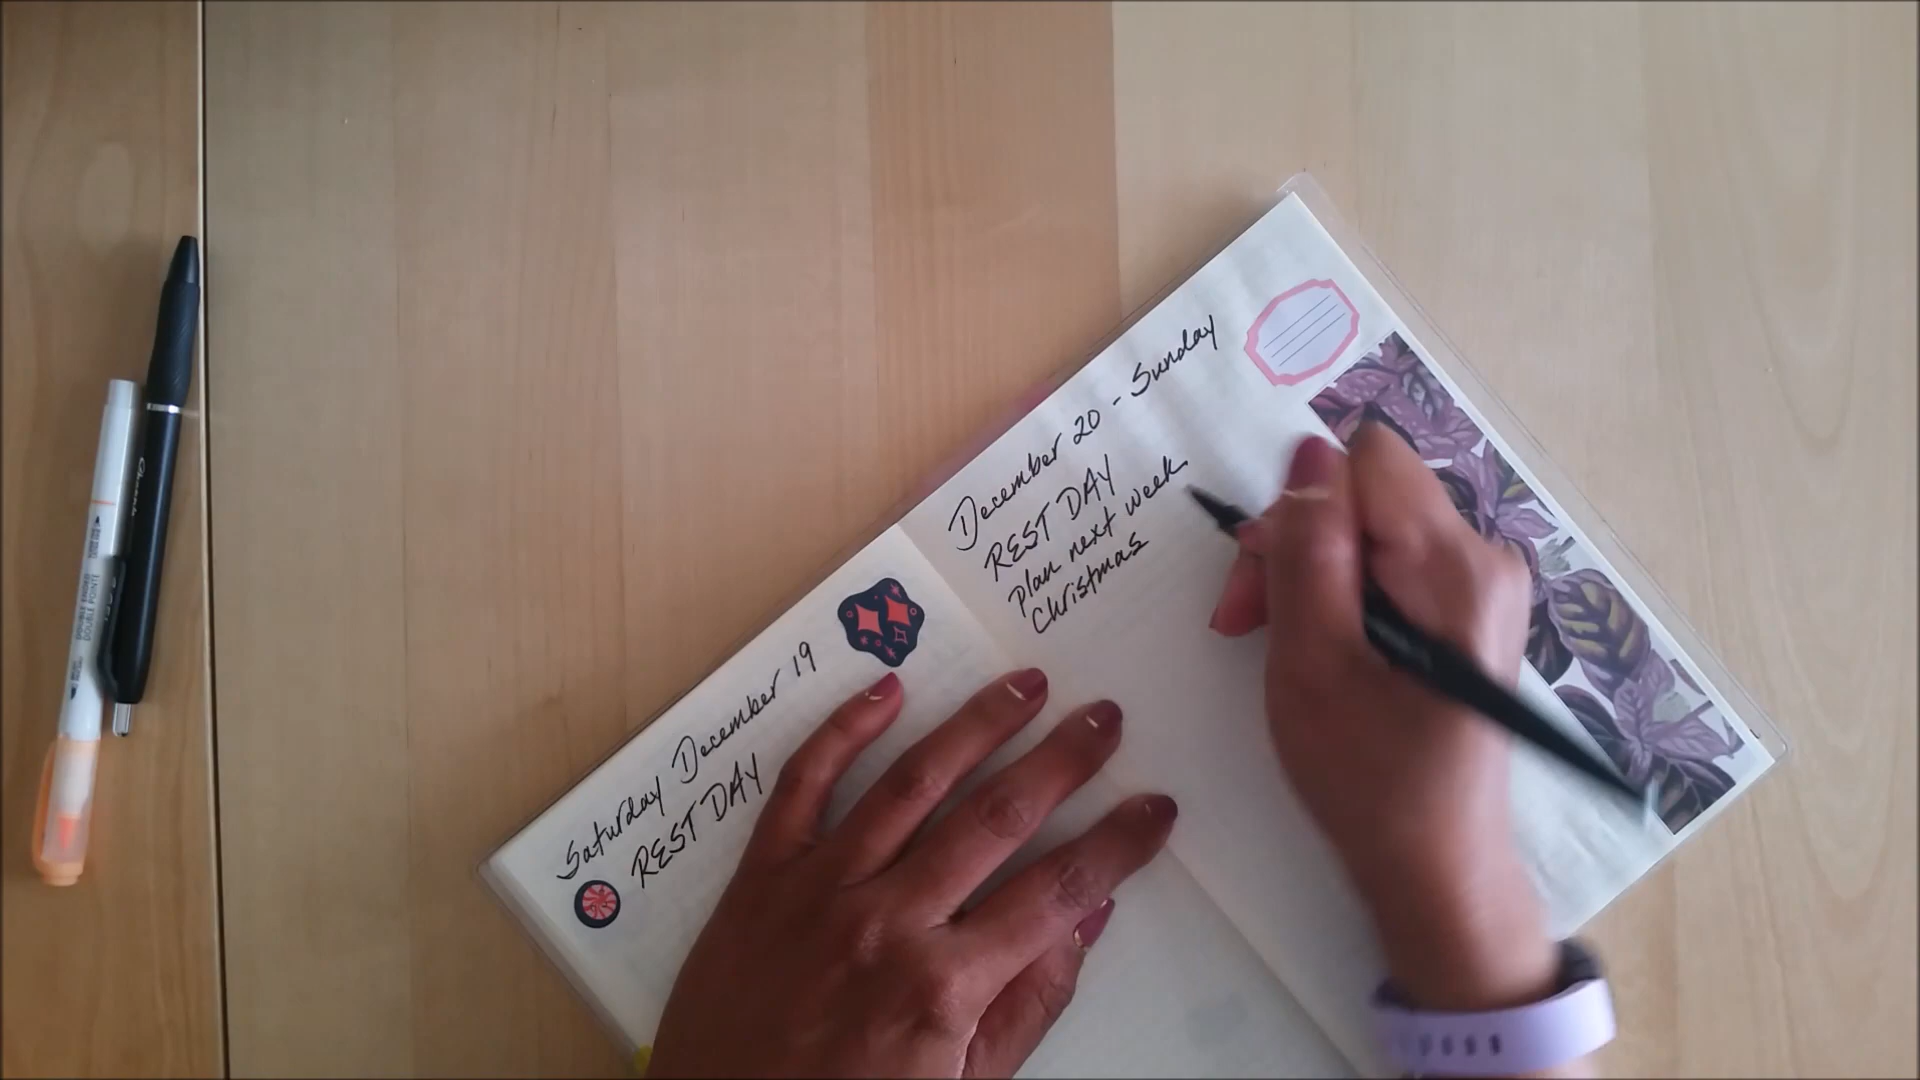 Saturday December 19
REST DAY
December 20 - Sunday
REST DAY
plan next week
Christmas